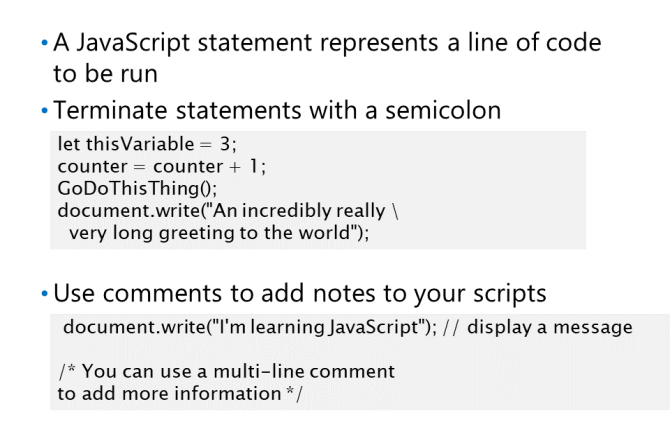 • A JavaScript statement represents a line of code
to be run
• Terminate statements with a semicolon
let thisVariable = 3;
counter = counter + 1;
GoDoThisThing();
document.write("An incredibly really \
very long greeting to the world");
• Use comments to add notes to your scripts
document.write("I'm learning JavaScript"); // display a message
/* You can use a multi-line comment
to add more information */